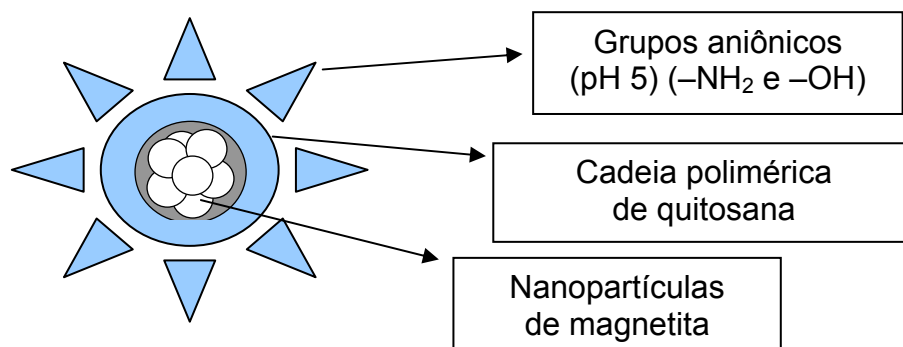 Grupos aniônicos
(pH 5) (–NH₂ e –OH)
Cadeia polimérica
de quitosana
Nanopartículas
de magnetita